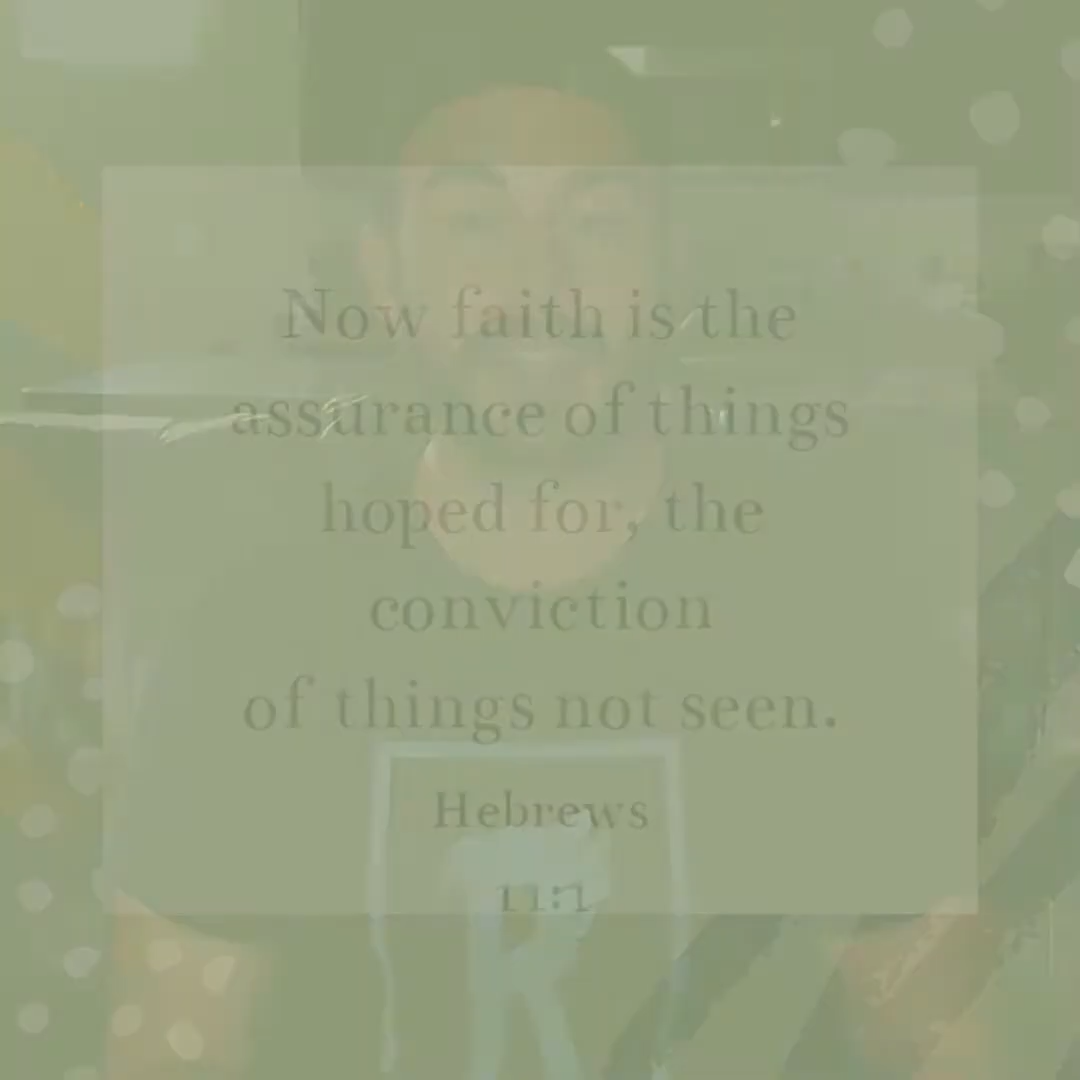 Now faith is the
assurance of things
hoped for, the
conviction
of things not seen.
Hebrews
11:1